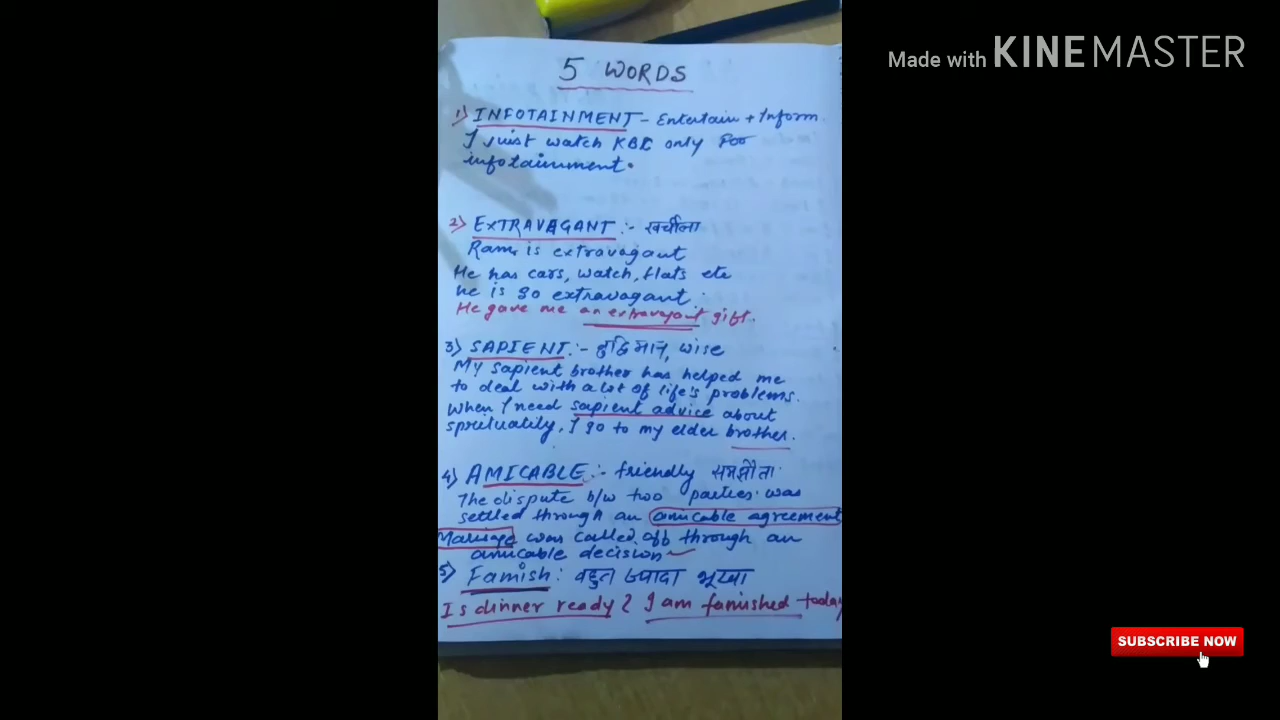 5 WORDS
1) INFOTAINMENT - Entertain + Inform
I just watch KBC only for
infotainment.
2) EXTRAVAGANT :- खर्चीला
Ram is extravagant
He has cars, watch, flats etc
he is so extravagant.
He gave me an extravagant gift.
3) SAPIENT :- बुद्धिमान, wise
My sapient brother has helped me
to deal with a lot of life's problems.
When I need sapient advice about
spirituality, I go to my elder brother.
4) AMICABLE :- friendly समझौता
The dispute b/w two parties was
settled through an amicable agreement
Marriage was called off through an
amicable decision
5) Famish : बहुत ज्यादा भूखा
Is dinner ready? I am famished today
Made with KINEMASTER
SUBSCRIBE NOW